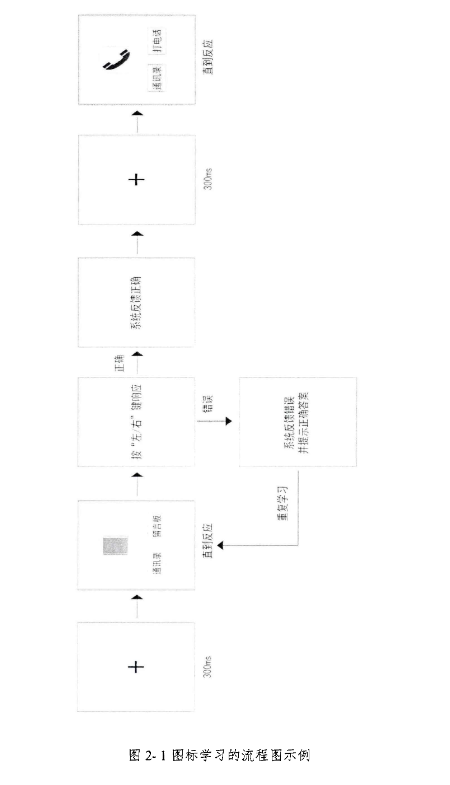 +
300ms
通讯录 留言板
直到反应
按“左/右”键响应
正确
错误
系统反馈错误
并提示正确答案
重复学习
系统反馈正确
+
300ms
通讯录 打电话
直到反应
图 2- 1 图标学习的流程图示例